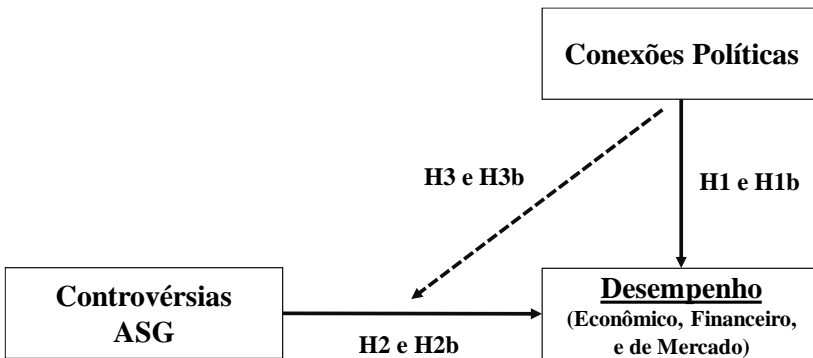 Conexões Políticas
H3 e H3b
H1 e H1b
Controvérsias
ASG
H2 e H2b
Desempenho
(Econômico, Financeiro,
e de Mercado)